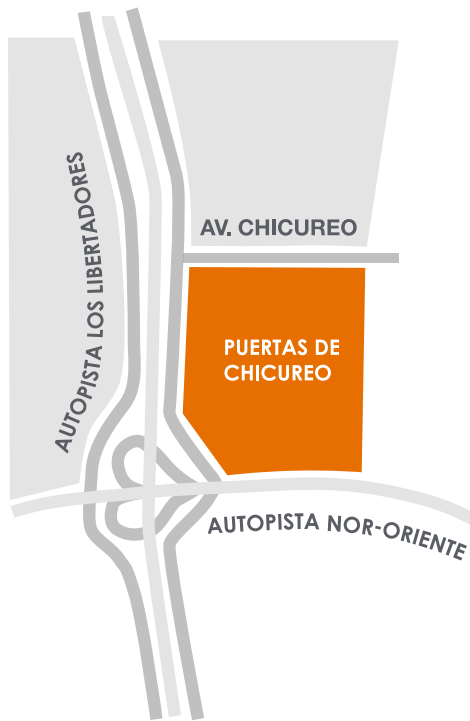 AUTOPISTA LOS LIBERTADORES
AV. CHICUREO
PUERTAS DE
CHICUREO
AUTOPISTA NOR-ORIENTE